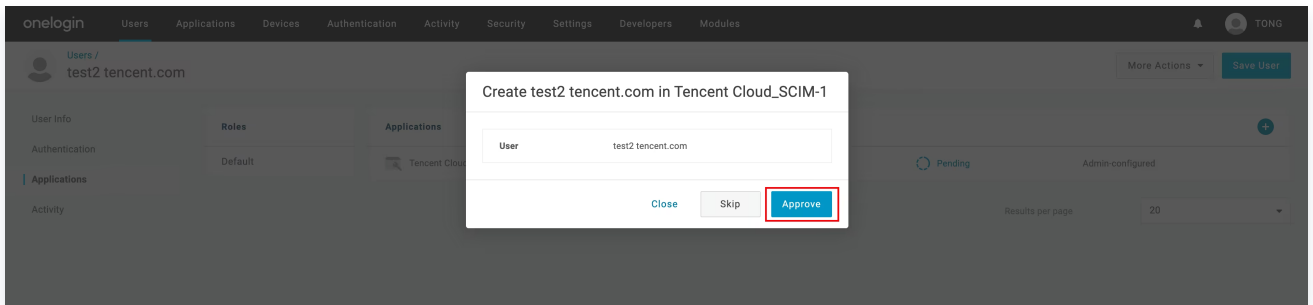 onelogin Users Applications Devices Authentication Activity Security Settings Developers Modules TONG
Users /
test2 tencent.com
More Actions Save User
Create test2 tencent.com in Tencent Cloud_SCIM-1
User Info
Authentication
Applications
Activity
Roles
Default
Applications
Tencent Cloud
User test2 tencent.com
Pending Admin-configured
Close Skip Approve
Results per page 20